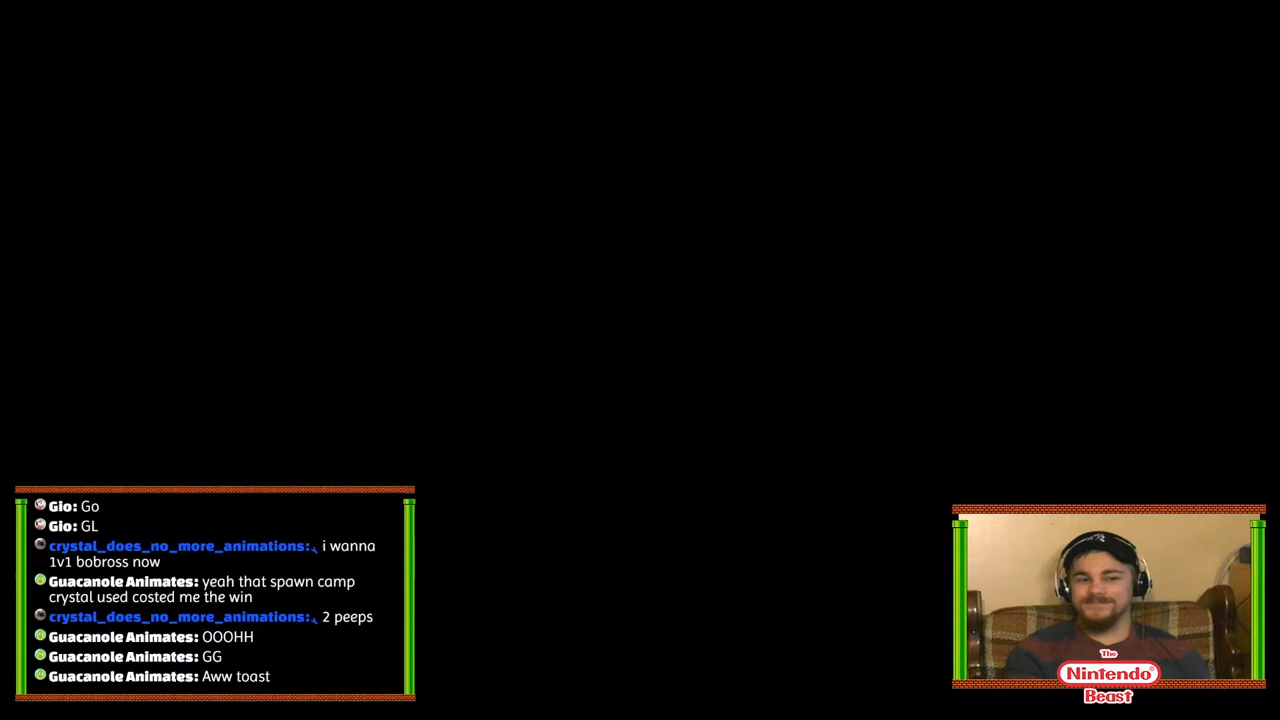 Gio: Go
Gio: GL
crystal_does_no_more_animations: i wanna
1v1 bobross now
Guacanole Animates: yeah that spawn camp
crystal used costed me the win
crystal_does_no_more_animations: 2 peeps
Guacanole Animates: OOOHH
Guacanole Animates: GG
Guacanole Animates: Aww toast
The
Nintendo
Beast